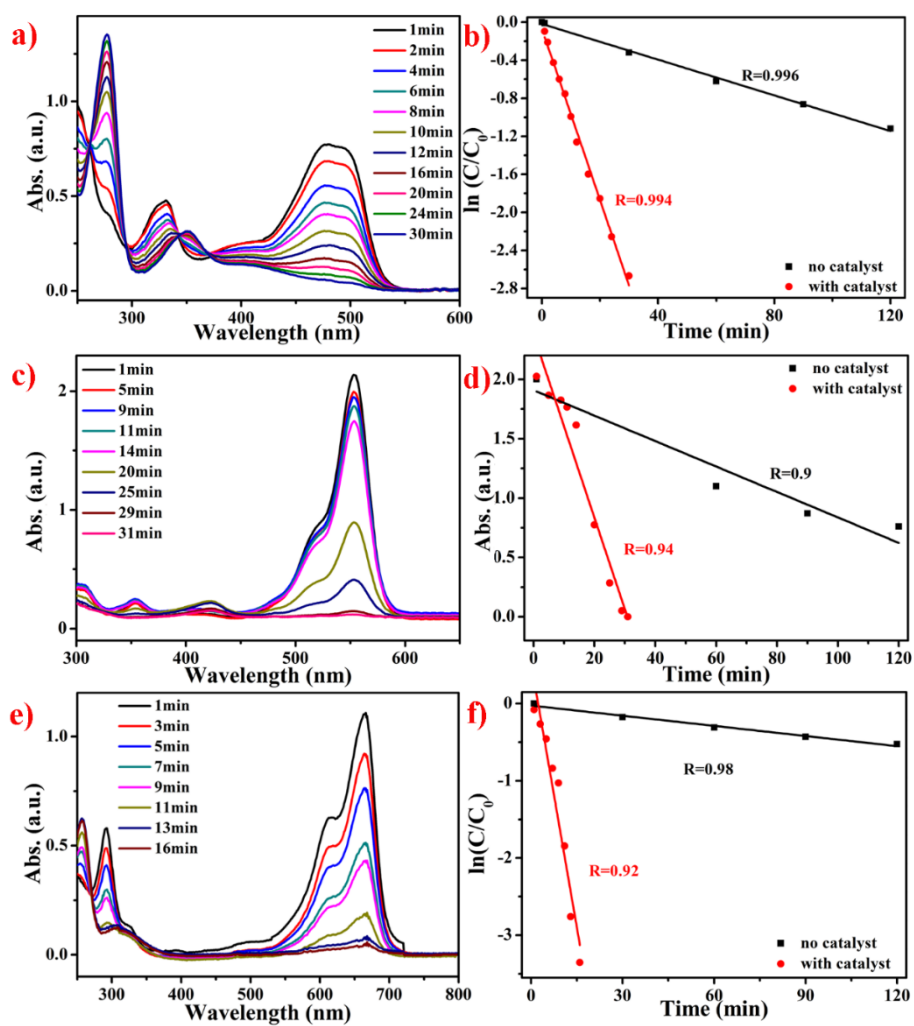 a)
1min
2min
4min
6min
8min
10min
12min
16min
20min
24min
30min
Abs. (a.u.)
1.0
0.5
0.0
250 300 350 400 450 500 600
Wavelength (nm)
b)
R=0.996
R=0.994
no catalyst
with catalyst
ln (C/C0)
0.0
-0.4
-0.8
-1.2
-1.6
-2.0
-2.4
-2.8
0 20 40 60 80 100 120
Time (min)
c)
1min
5min
9min
11min
14min
20min
25min
29min
31min
Abs. (a.u.)
2
1
0
300 400 500 600
Wavelength (nm)
d)
no catalyst
with catalyst
R=0.9
R=0.94
Abs. (a.u.)
2.0
1.5
1.0
0.5
0.0
0 20 40 60 80 100 120
Time (min)
e)
1min
3min
5min
7min
9min
11min
13min
16min
Abs. (a.u.)
1.0
0.5
0.0
300 400 500 600 700 800
Wavelength (nm)
f)
R=0.98
R=0.92
no catalyst
with catalyst
ln(C/C0)
0
-1
-2
-3
0 30 60 90 120
Time (min)